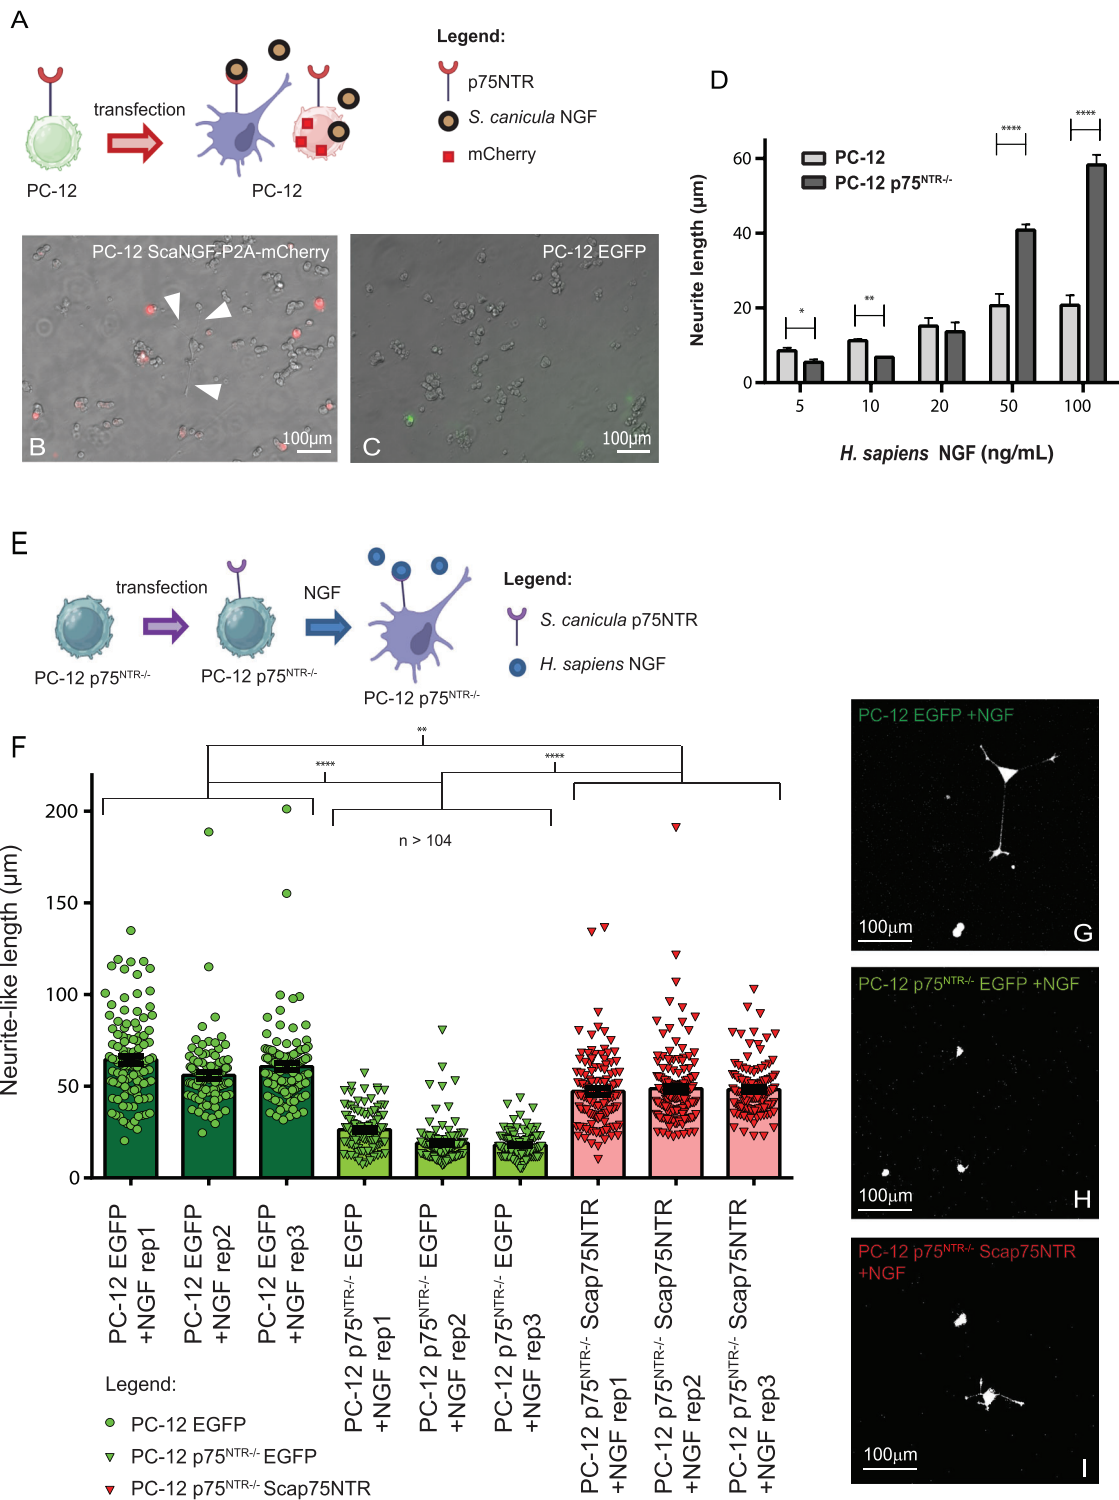 A
transfection
PC-12
PC-12
Legend:
p75NTR
S. canicula NGF
mCherry
PC-12 ScaNGF-P2A-mCherry
100μm
B
PC-12 EGFP
100μm
C
D
Neurite length (μm)
60
40
20
0
PC-12
PC-12 p75NTR-/-
*
**
****
****
5
10
20
50
100
H. sapiens NGF (ng/mL)
E
transfection
NGF
PC-12 p75NTR-/-
PC-12 p75NTR-/-
PC-12 p75NTR-/-
Legend:
S. canicula p75NTR
H. sapiens NGF
F
**
****
****
n > 104
Neurite-like length (μm)
200
150
100
50
0
PC-12 EGFP
+NGF rep1
PC-12 EGFP
+NGF rep2
PC-12 EGFP
+NGF rep3
PC-12 p75NTR-/- EGFP
+NGF rep1
PC-12 p75NTR-/- EGFP
+NGF rep2
PC-12 p75NTR-/- EGFP
+NGF rep3
PC-12 p75NTR-/- Scap75NTR
+NGF rep1
PC-12 p75NTR-/- Scap75NTR
+NGF rep2
PC-12 p75NTR-/- Scap75NTR
+NGF rep3
Legend:
PC-12 EGFP
PC-12 p75NTR-/- EGFP
PC-12 p75NTR-/- Scap75NTR
PC-12 EGFP +NGF
100μm
G
PC-12 p75NTR-/- EGFP +NGF
100μm
H
PC-12 p75NTR-/- Scap75NTR
+NGF
100μm
I